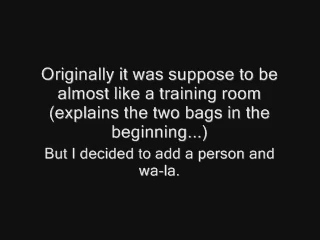 Originally it was suppose to be
almost like a training room
(explains the two bags in the
beginning...)
But I decided to add a person and
wa-la.